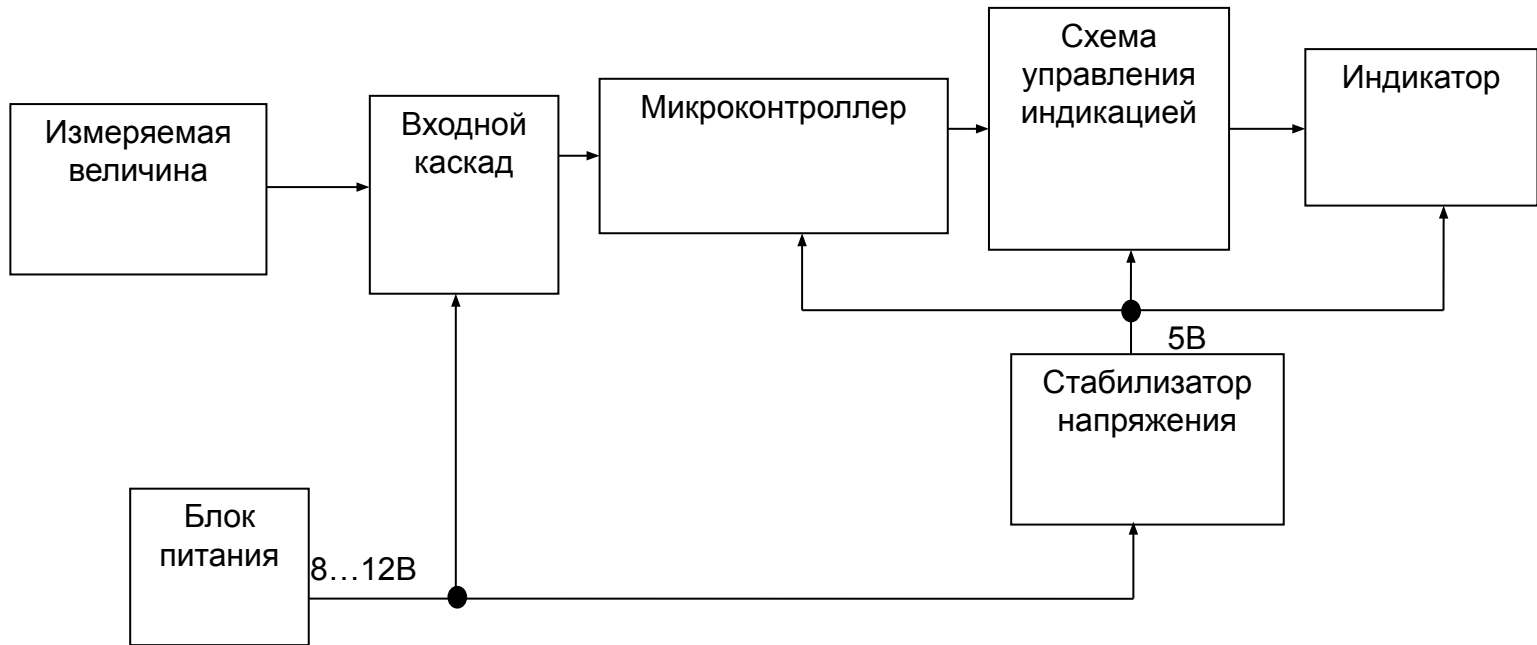 Измеряемая
величина
Входной
каскад
Микроконтроллер
Схема
управления
индикацией
Индикатор
5В
Стабилизатор
напряжения
Блок
питания
8...12В